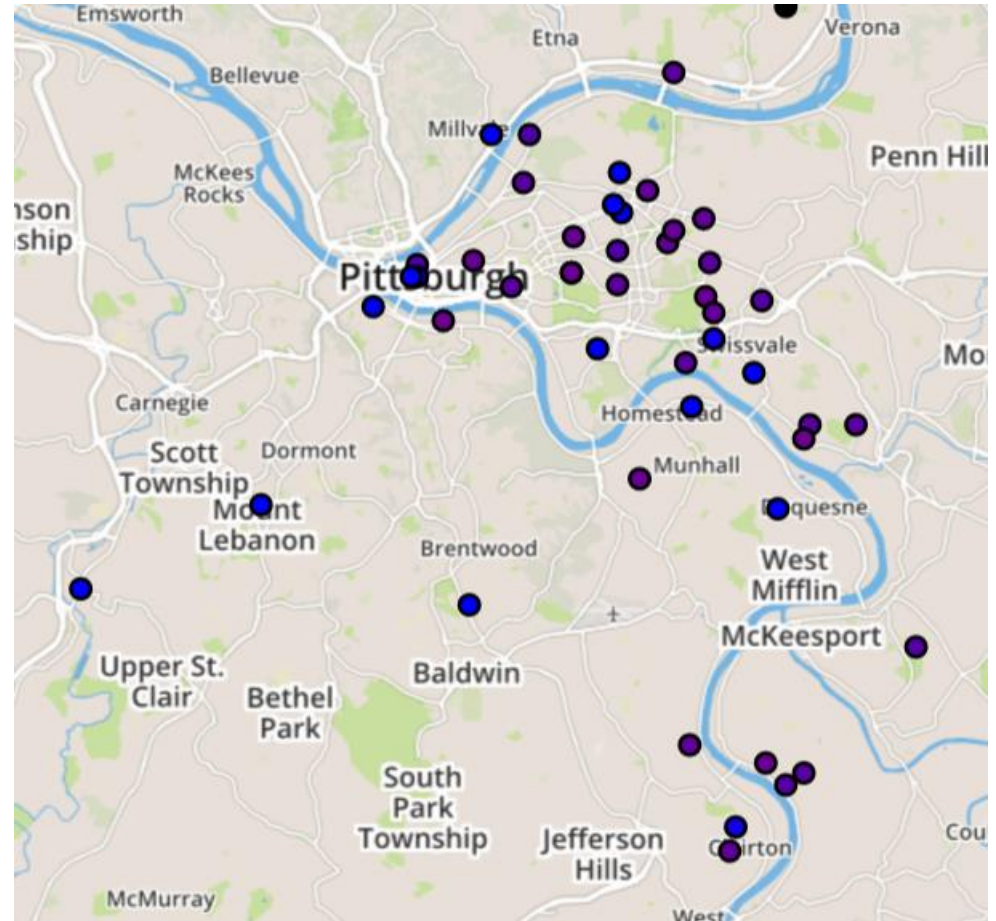 Emsworth
Etna
Verona
Bellevue
Millvale
Penn Hill
McKees
Rocks
nson
ship
Pittsburgh
Swissvale
Mo
Carnegie
Homestead
Dormont
Scott
Township
Munhall
Mount
Lebanon
Duquesne
Brentwood
West
Mifflin
McKeesport
Upper St.
Clair
Baldwin
Bethel
Park
South
Park
Township
Jefferson
Hills
Clairton
Cou
McMurray
West